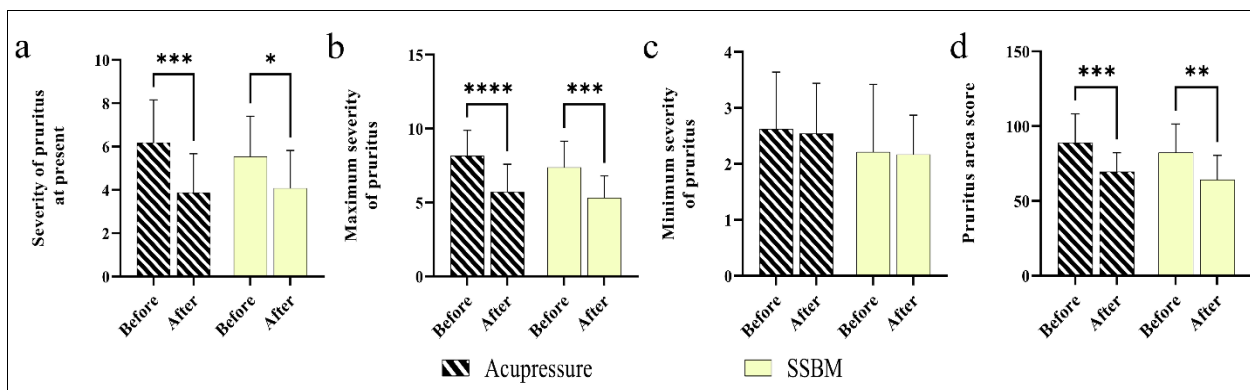 a
Severity of pruritus
at present
10
8
6
4
2
0
***
*
Before
After
Before
After
b
Maximum severity
of pruritus
15
10
5
0
****
***
Before
After
Before
After
c
Minimum severity
of pruritus
4
3
2
1
0
Before
After
Before
After
d
Pruritus area score
150
100
50
0
***
**
Before
After
Before
After
Acupressure
SSBM